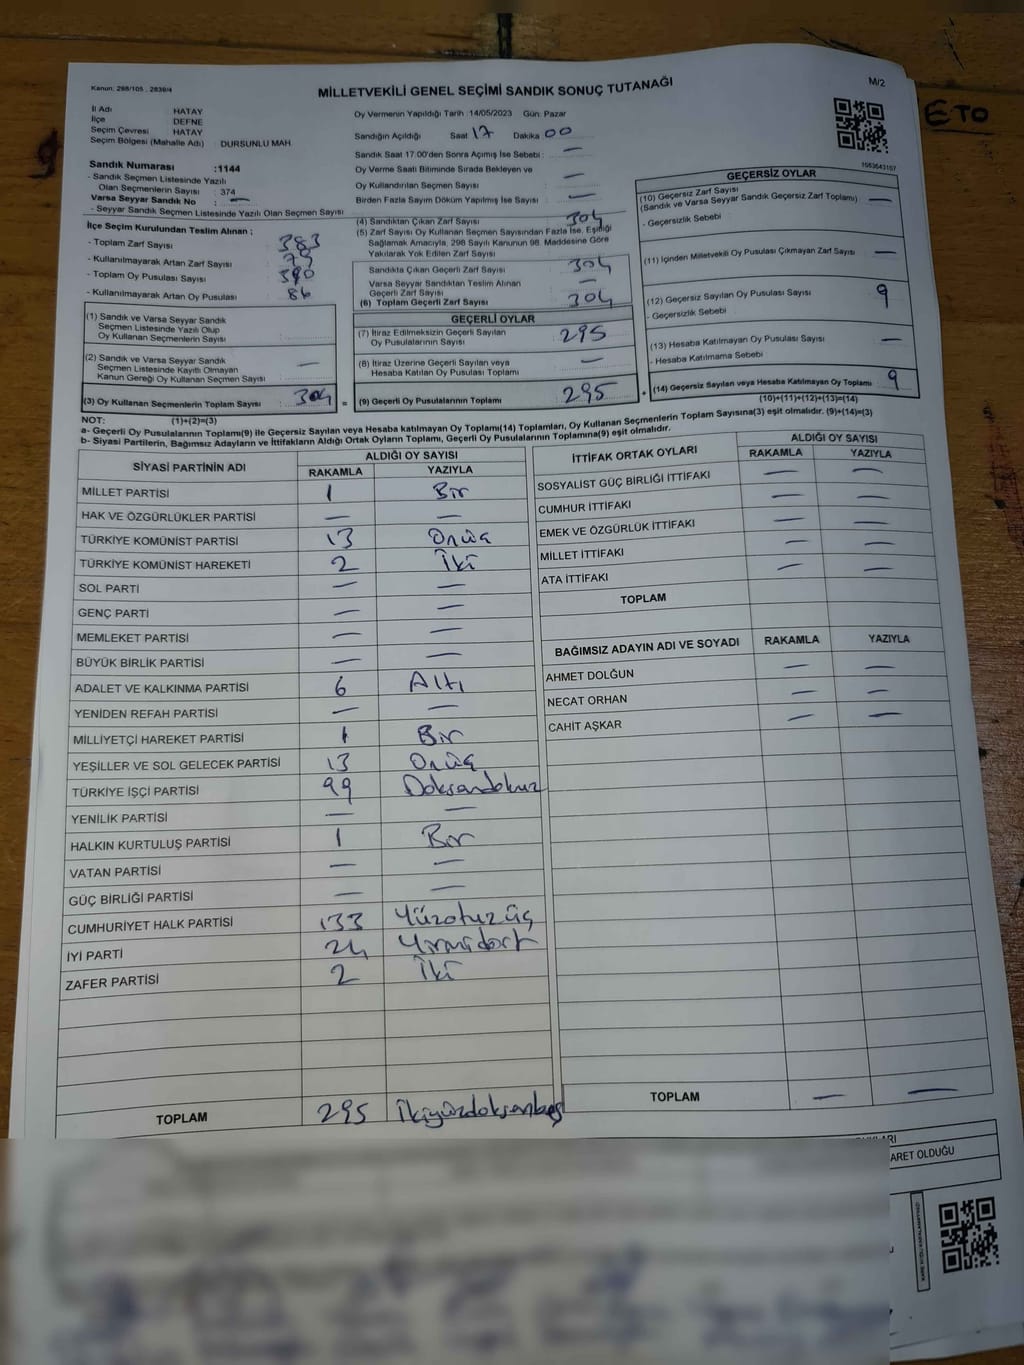 Kanun: 298/105 , 2839/4
MİLLETVEKİLİ GENEL SEÇİMİ SANDIK SONUÇ TUTANAĞI
M/2
ETO
İl Adı HATAY
İlçe DEFNE
Seçim Çevresi HATAY
Seçim Bölgesi (Mahalle Adı) : DURSUNLU MAH.
Sandık Numarası :1144
- Sandık Seçmen Listesinde Yazılı
Olan Seçmenlerin Sayısı : 374
Varsa Seyyar Sandık No : —
- Seyyar Sandık Seçmen Listesinde Yazılı Olan Seçmen Sayısı
İlçe Seçim Kurulundan Teslim Alınan ;
- Toplam Zarf Sayısı 383
- Kullanılmayarak Artan Zarf Sayısı 79
- Toplam Oy Pusulası Sayısı 390
- Kullanılmayarak Artan Oy Pusulası 86
(1) Sandık ve Varsa Seyyar Sandık
Seçmen Listesinde Yazılı Olup
Oy Kullanan Seçmenlerin Sayısı :
(2) Sandık ve Varsa Seyyar Sandık —
Seçmen Listesinde Kayıtlı Olmayan
Kanun Gereği Oy Kullanan Seçmen Sayısı
(3) Oy Kullanan Seçmenlerin Toplam Sayısı : 304 =
Oy Vermenin Yapıldığı Tarih 14/05/2023 Gün: Pazar
Sandığın Açıldığı Saat 17 Dakika 00
Sandık Saat 17:00'den Sonra Açımış İse Sebebi : —
Oy Verme Saati Bitiminde Sırada Bekleyen ve
Oy Kullandırılan Seçmen Sayısı —
Birden Fazla Sayım Döküm Yapılmış İse Sayısı : —
(4) Sandıktan Çıkan Zarf Sayısı 304
(5) Zarf Sayısı Oy Kullanan Seçmen Sayısından Fazla İse, Eşitliği
Sağlamak Amacıyla, 298 Sayılı Kanunun 98. Maddesine Göre
Yakılarak Yok Edilen Zarf Sayısı
Sandıkta Çıkan Geçerli Zarf Sayısı 304
Varsa Seyyar Sandıktan Teslim Alınan —
Geçerli Zarf Sayısı
(6) Toplam Geçerli Zarf Sayısı 304
GEÇERLİ OYLAR
(7) İtiraz Edilmeksizin Geçerli Sayılan 295
Oy Pusulalarının Sayısı
(8) İtiraz Üzerine Geçerli Sayılan veya —
Hesaba Katılan Oy Pusulası Toplamı
(9) Geçerli Oy Pusulalarının Toplamı 295 +
1553643157
GEÇERSİZ OYLAR
(10) Geçersiz Zarf Sayısı
(Sandık ve Varsa Seyyar Sandık Geçersiz Zarf Toplamı) —
- Geçersizlik Sebebi
(11) İçinden Milletvekili Oy Pusulası Çıkmayan Zarf Sayısı —
(12) Geçersiz Sayılan Oy Pusulası Sayısı 9
- Geçersizlik Sebebi
(13) Hesaba Katılmayan Oy Pusulası Sayısı —
- Hesaba Katılmama Sebebi
(14) Geçersiz Sayılan veya Hesaba Katılmayan Oy Toplamı 9
(10)+(11)+(12)+(13)=(14)
NOT: (1)+(2)=(3)
a- Geçerli Oy Pusulalarının Toplamı(9) ile Geçersiz Sayılan veya Hesaba katılmayan Oy Toplamı(14) Toplamları, Oy Kullanan Seçmenlerin Toplam Sayısına(3) eşit olmalıdır. (9)+(14)=(3)
b- Siyasi Partilerin, Bağımsız Adayların ve İttifakların Aldığı Ortak Oyların Toplamı, Geçerli Oy Pusulalarının Toplamına(9) eşit olmalıdır.
SİYASİ PARTİNİN ADI ALDIĞI OY SAYISI
RAKAMLA YAZIYLA
MİLLET PARTİSİ 1 Bir
HAK VE ÖZGÜRLÜKLER PARTİSİ — —
TÜRKİYE KOMÜNİST PARTİSİ 13 Onüç
TÜRKİYE KOMÜNİST HAREKETİ 2 İki
SOL PARTİ — —
GENÇ PARTİ — —
MEMLEKET PARTİSİ — —
BÜYÜK BİRLİK PARTİSİ — —
ADALET VE KALKINMA PARTİSİ 6 Altı
YENİDEN REFAH PARTİSİ — —
MİLLİYETÇİ HAREKET PARTİSİ 1 Bir
YEŞİLLER VE SOL GELECEK PARTİSİ 13 Onüç
TÜRKİYE İŞÇİ PARTİSİ 99 Doksandokuz
YENİLİK PARTİSİ — —
HALKIN KURTULUŞ PARTİSİ 1 Bir
VATAN PARTİSİ — —
GÜÇ BİRLİĞİ PARTİSİ — —
CUMHURİYET HALK PARTİSİ 133 Yüzotuzüç
İYİ PARTİ 24 Yirmidört
ZAFER PARTİSİ 2 İki
TOPLAM 295 İkiyüzdoksanbeş
İTTİFAK ORTAK OYLARI ALDIĞI OY SAYISI
RAKAMLA YAZIYLA
SOSYALİST GÜÇ BİRLİĞİ İTTİFAKI — —
CUMHUR İTTİFAKI — —
EMEK VE ÖZGÜRLÜK İTTİFAKI — —
MİLLET İTTİFAKI — —
ATA İTTİFAKI — —
TOPLAM
BAĞIMSIZ ADAYIN ADI VE SOYADI RAKAMLA YAZIYLA
AHMET DOLĞUN — —
NECAT ORHAN — —
CAHİT AŞKAR — —
TOPLAM — —
ARET OLDUĞU